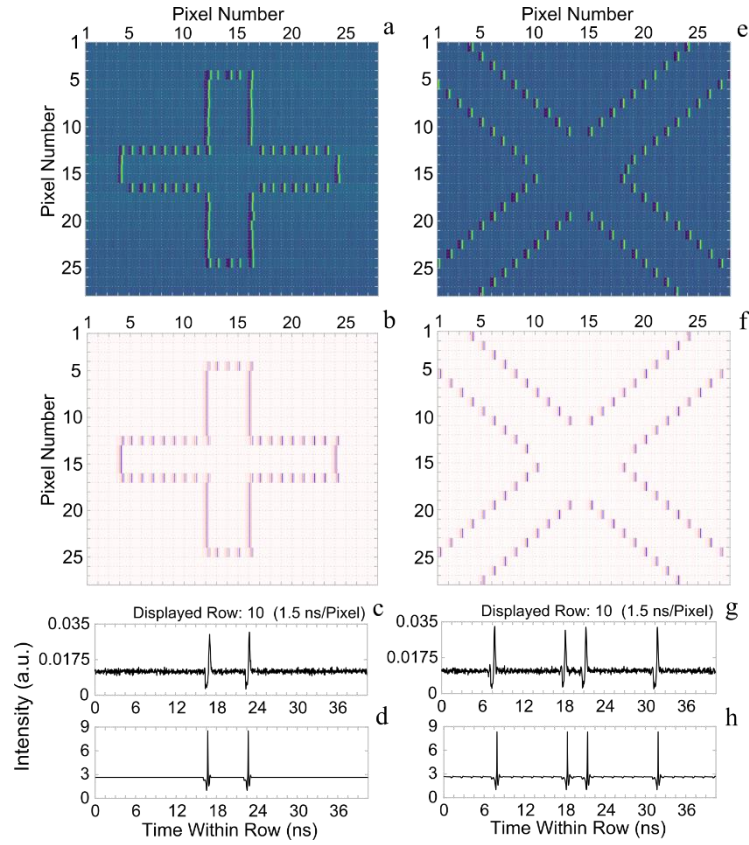 Pixel Number
1 5 10 15 20 25
a
1
5
10
15
20
25
Pixel Number
Pixel Number
1 5 10 15 20 25
e
1
5
10
15
20
25
1 5 10 15 20 25
b
1
5
10
15
20
25
Pixel Number
1 5 10 15 20 25
f
1
5
10
15
20
25
Displayed Row: 10 (1.5 ns/Pixel)
c
0.035
0.0175
0
0 6 12 18 24 30 36
Intensity (a.u.)
d
9
6
3
0
0 6 12 18 24 30 36
Time Within Row (ns)
Displayed Row: 10 (1.5 ns/Pixel)
g
0.035
0.0175
0
0 6 12 18 24 30 36
h
9
6
3
0
0 6 12 18 24 30 36
Time Within Row (ns)